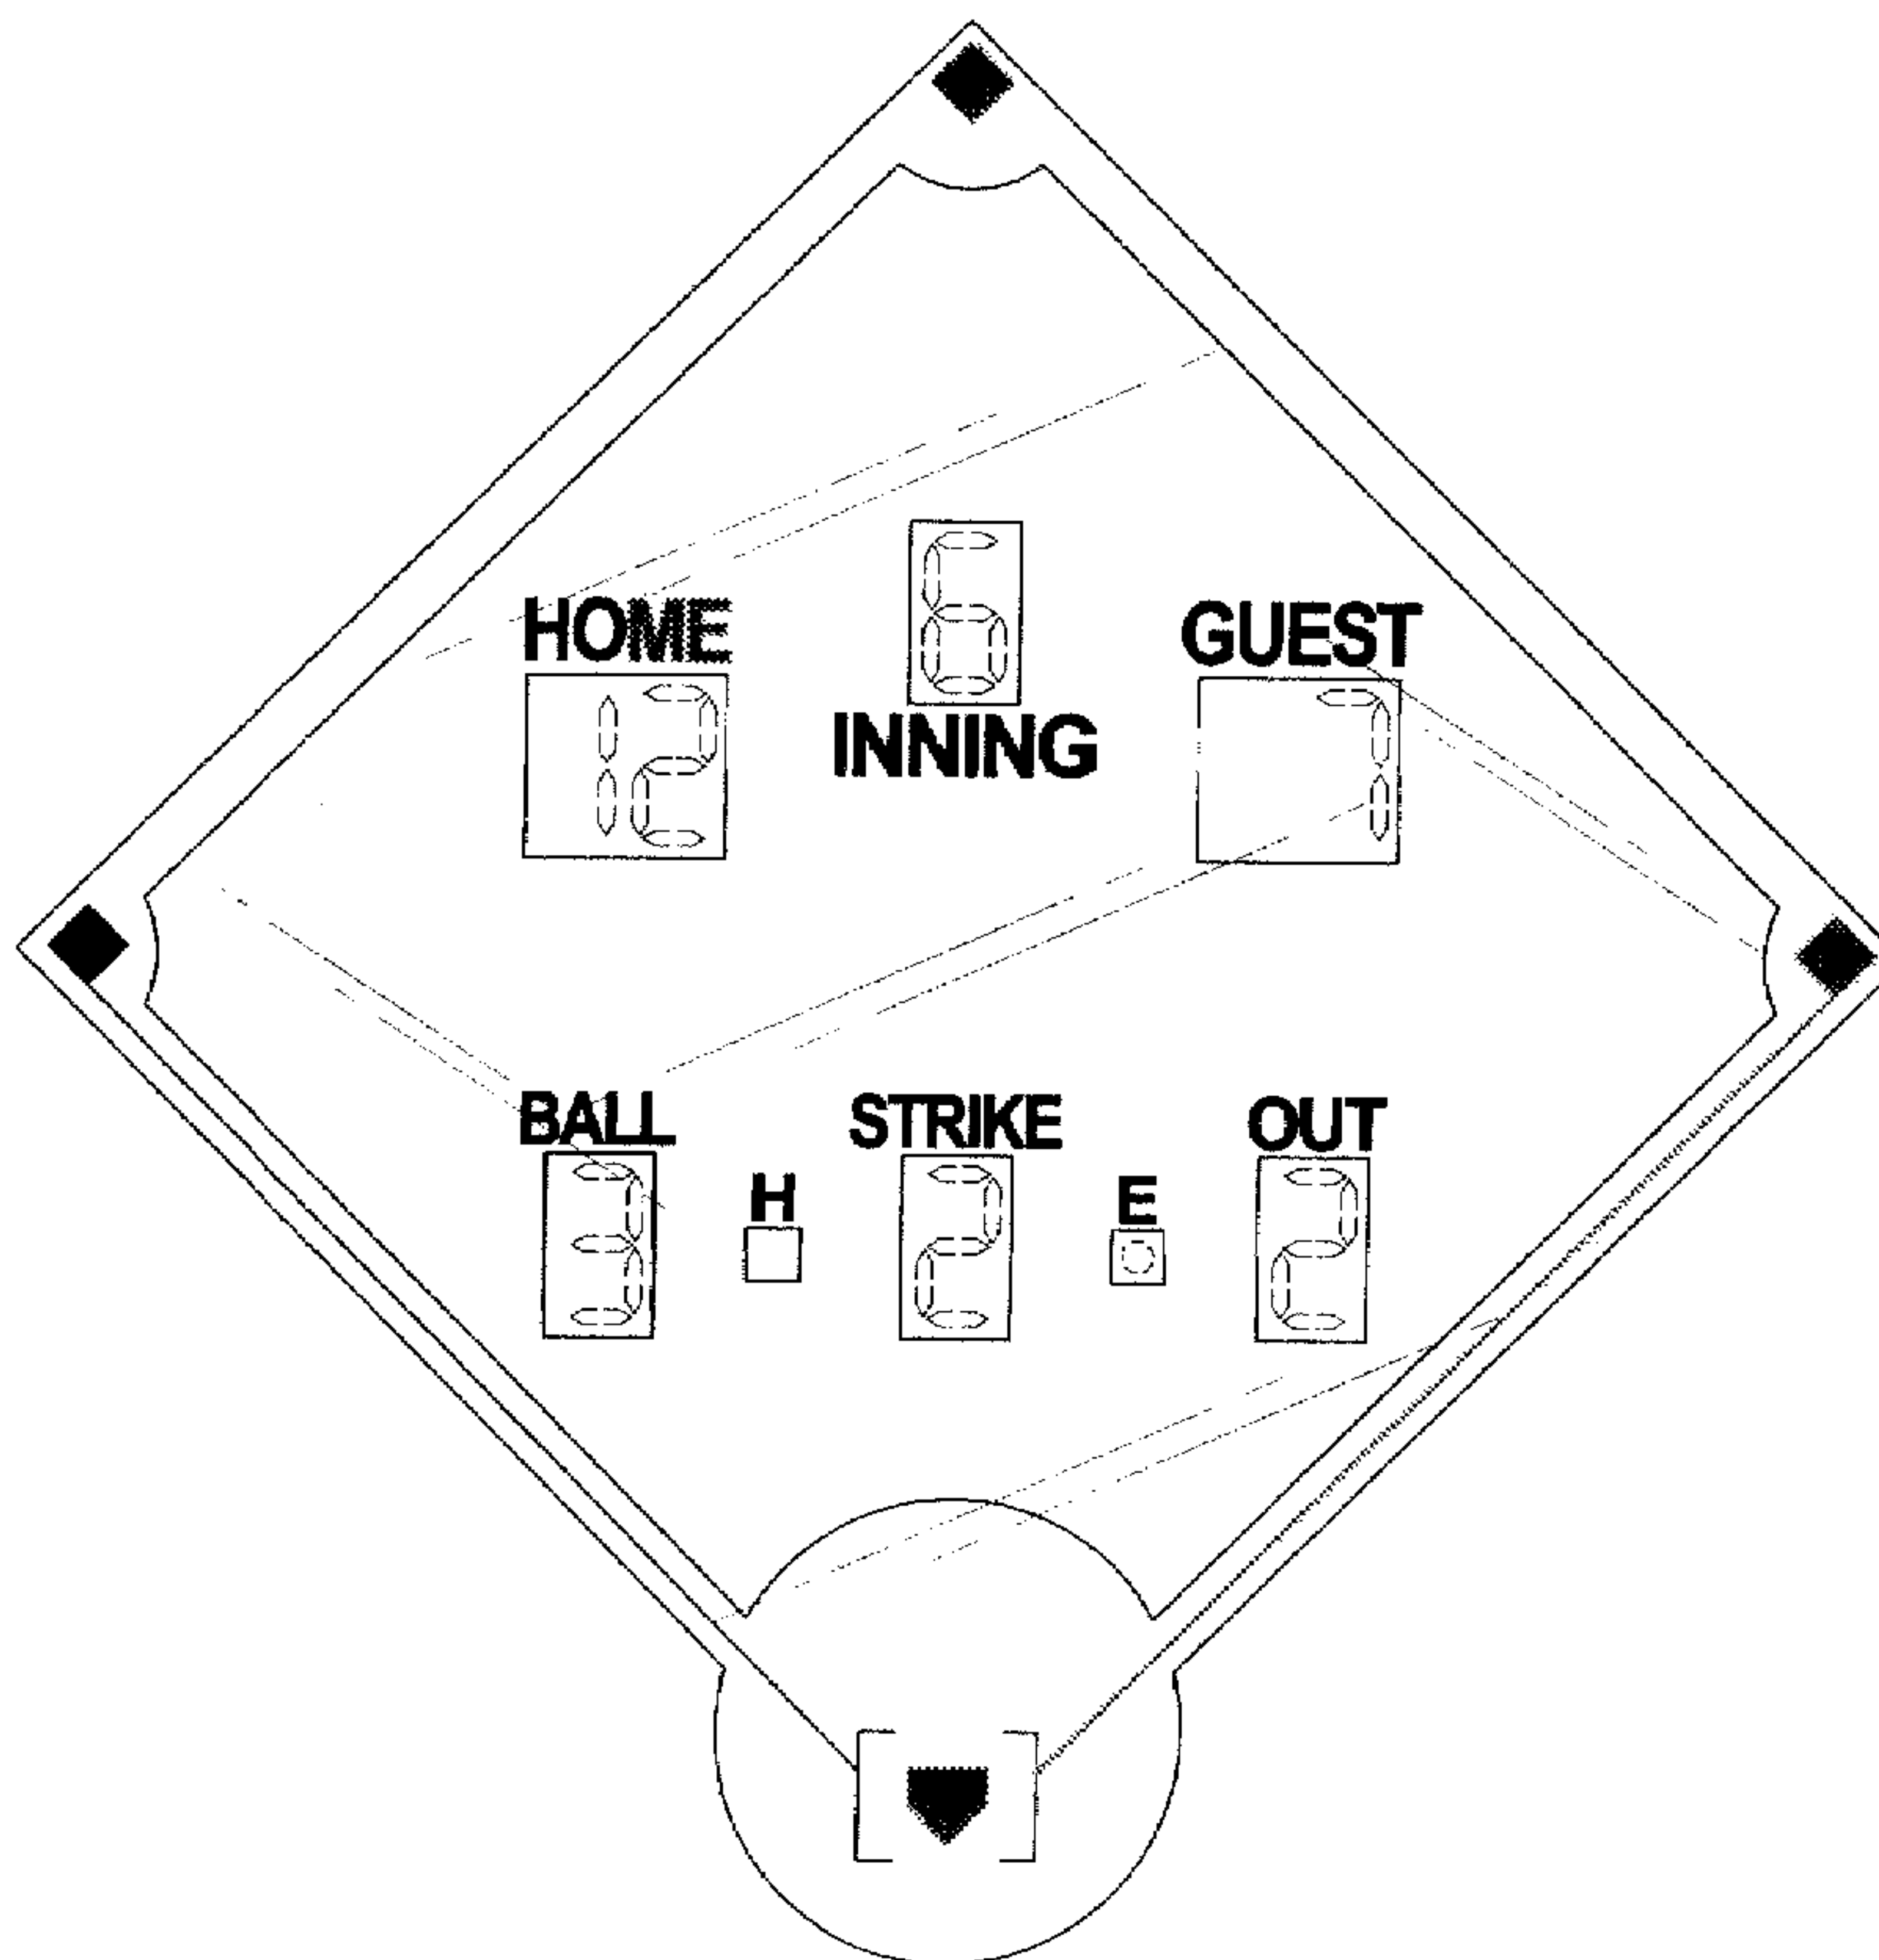 6
HOME INNING GUEST
12 7
BALL STRIKE OUT
H E
3 2 2